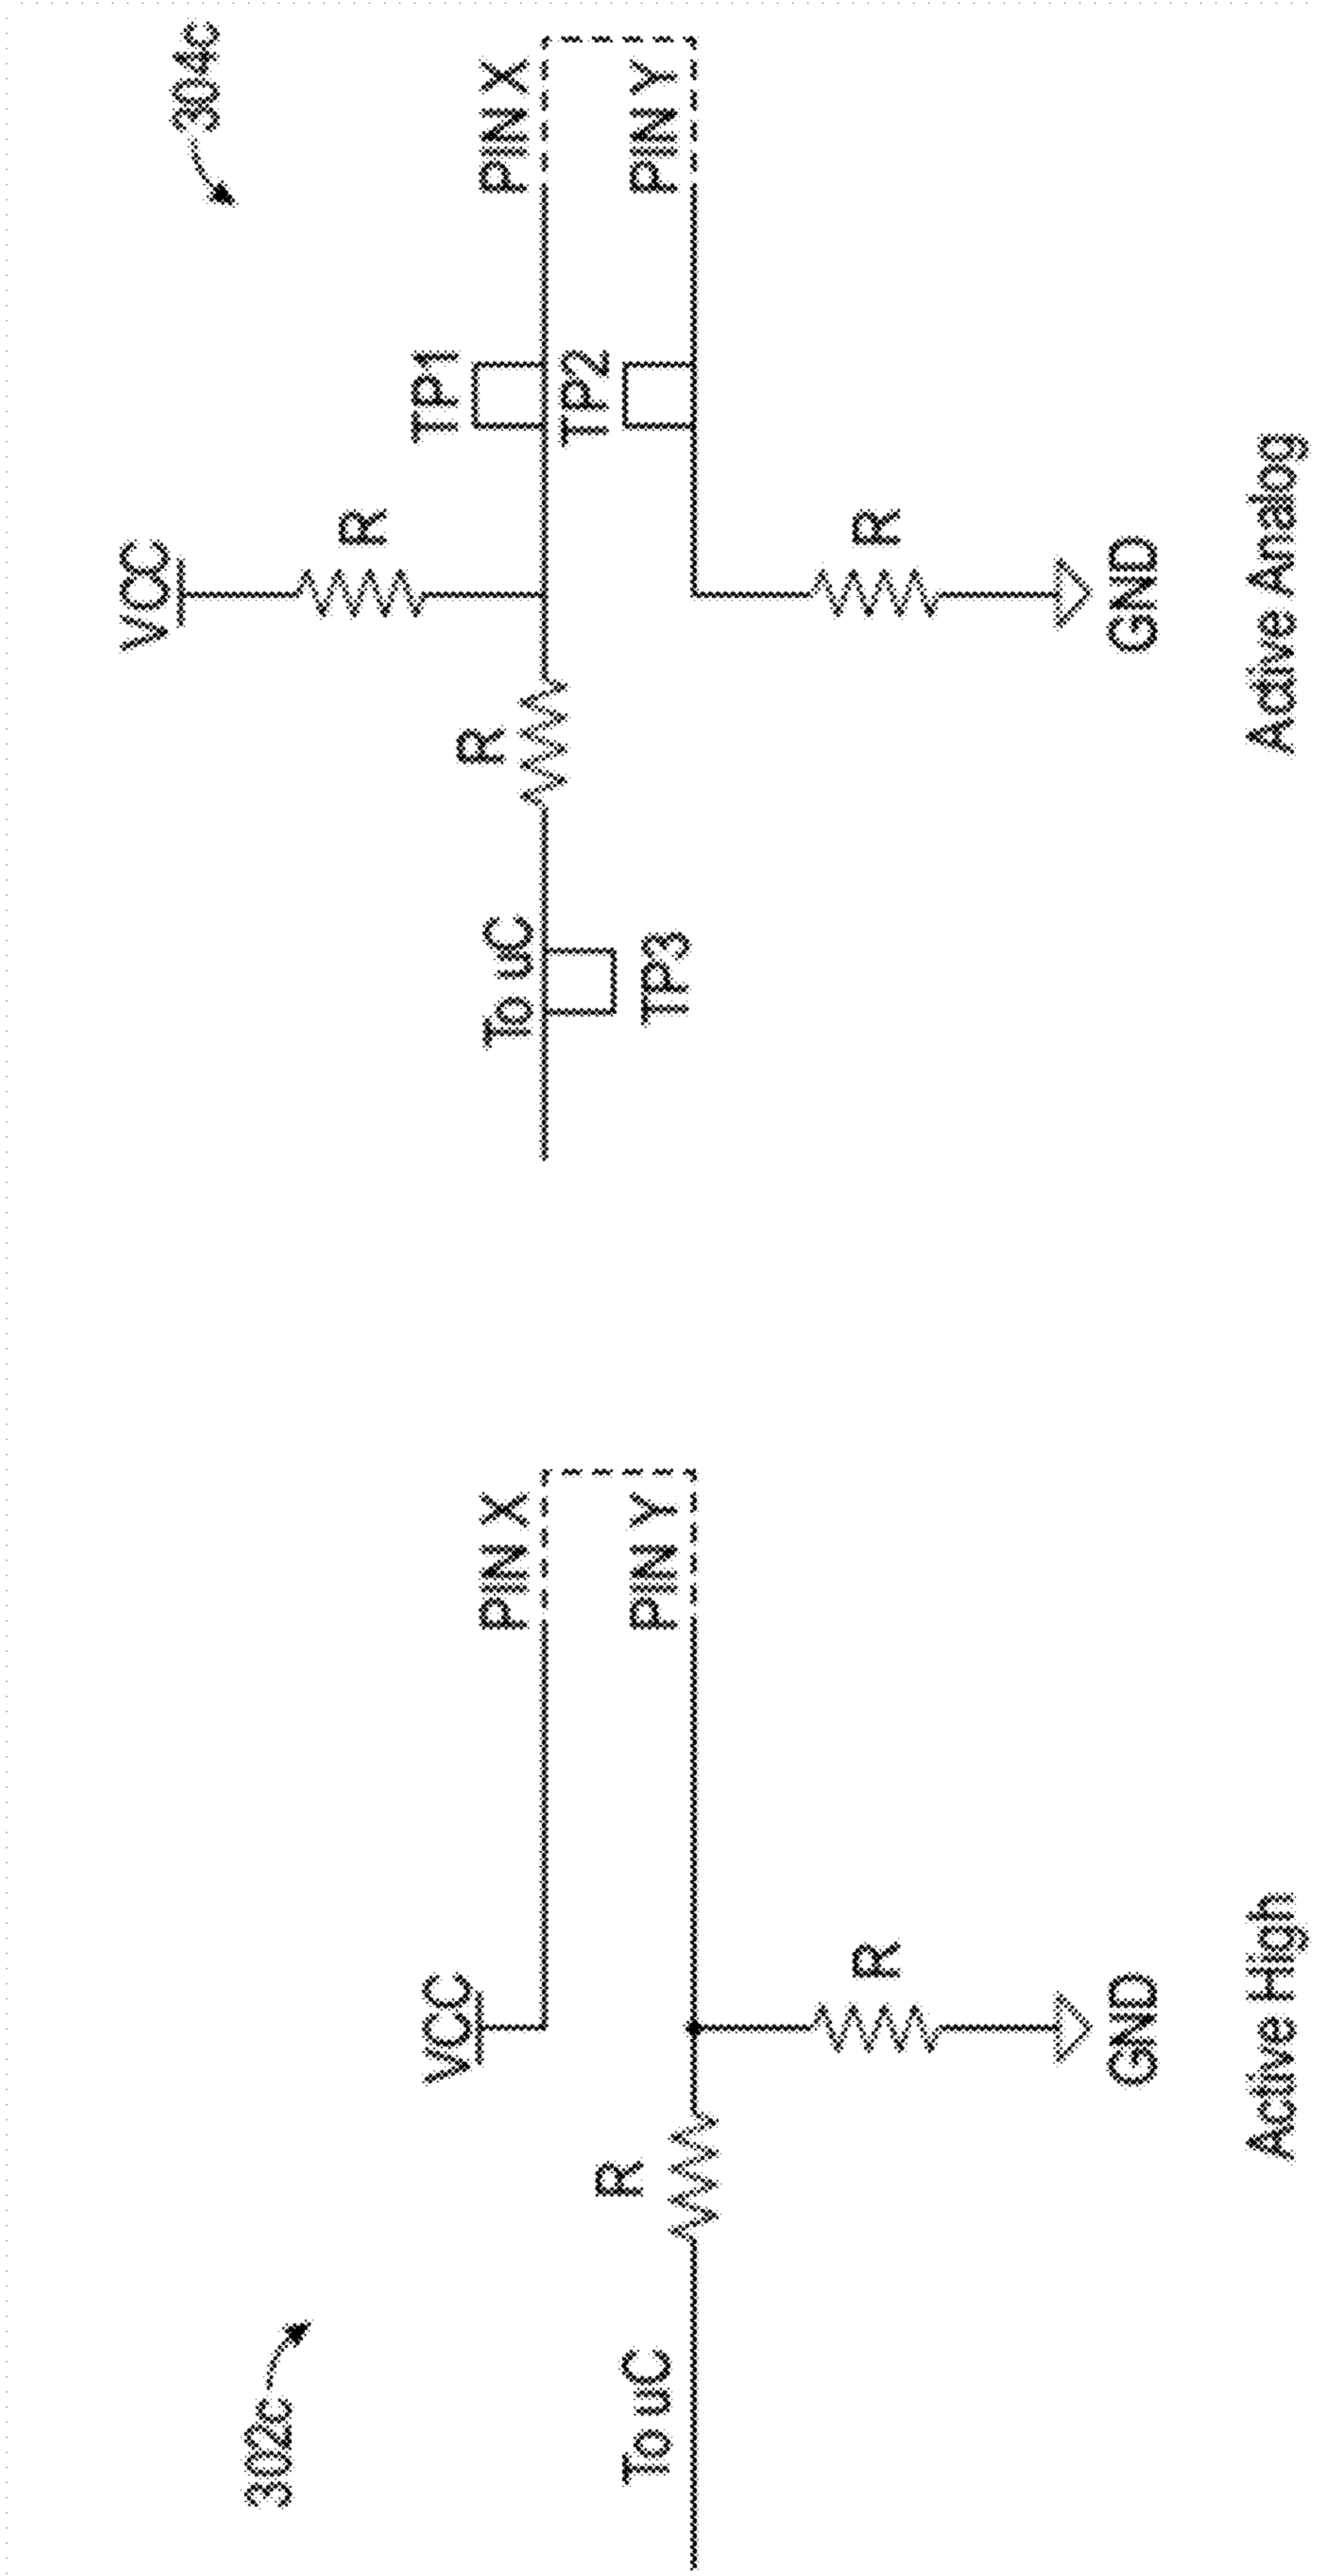 302c
VCC
PIN X
To uC
R
PIN Y
R
GND
Active High
304c
VCC
R
TP1
To uC
R
PIN X
TP2
PIN Y
TP3
R
GND
Active Analog